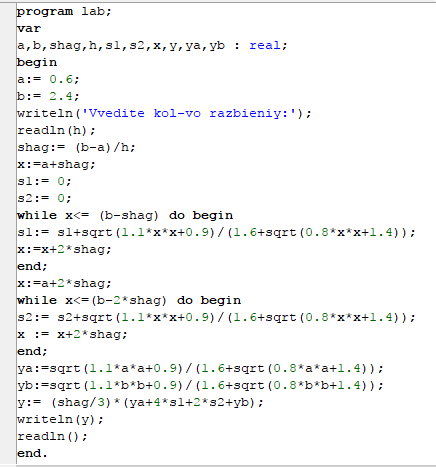 program lab;
var
a,b,shag,h,s1,s2,x,y,ya,yb : real;
begin
a:= 0.6;
b:= 2.4;
writeln('Vvedite kol-vo razbieniy:');
readln(h);
shag:= (b-a)/h;
x:=a+shag;
s1:= 0;
s2:= 0;
while x<= (b-shag) do begin
s1:= s1+sqrt(1.1*x*x+0.9)/(1.6+sqrt(0.8*x*x+1.4));
x:=x+2*shag;
end;
x:=a+2*shag;
while x<=(b-2*shag) do begin
s2:= s2+sqrt(1.1*x*x+0.9)/(1.6+sqrt(0.8*x*x+1.4));
x := x+2*shag;
end;
ya:=sqrt(1.1*a*a+0.9)/(1.6+sqrt(0.8*a*a+1.4));
yb:=sqrt(1.1*b*b+0.9)/(1.6+sqrt(0.8*b*b+1.4));
y:= (shag/3)*(ya+4*s1+2*s2+yb);
writeln(y);
readln();
end.